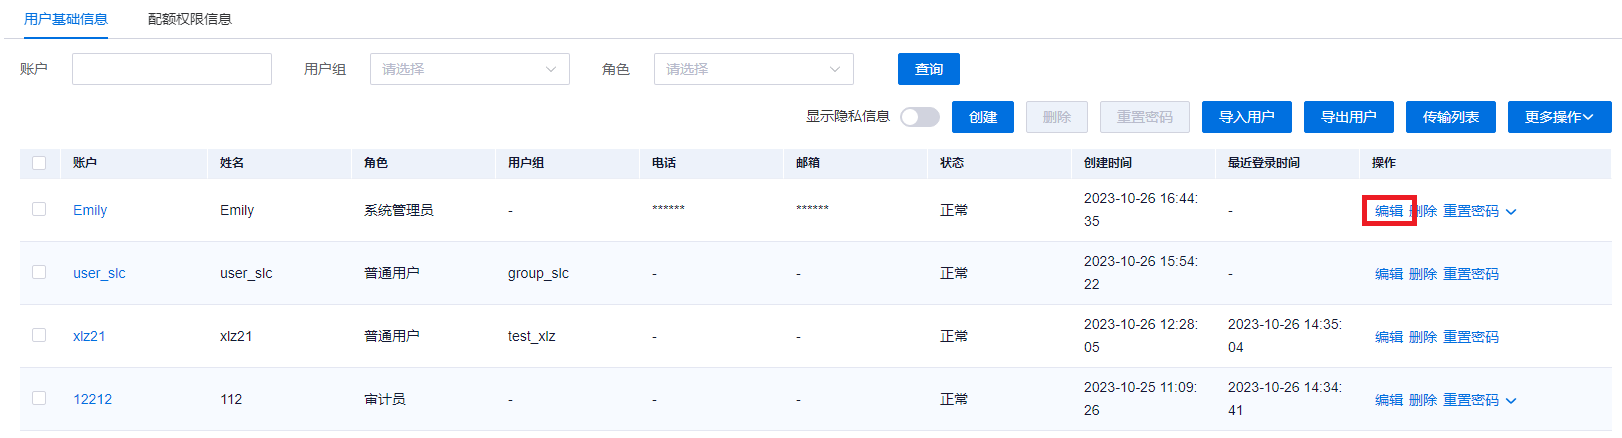 用户基础信息 配额权限信息
账户 用户组 请选择 角色 请选择 查询
显示隐私信息 创建 删除 重置密码 导入用户 导出用户 传输列表 更多操作
账户 姓名 角色 用户组 电话 邮箱 状态 创建时间 最近登录时间 操作
Emily Emily 系统管理员 - ****** ****** 正常 2023-10-26 16:44: - 编辑 删除 重置密码
35
user_slc user_slc 普通用户 group_slc - - 正常 2023-10-26 15:54: - 编辑 删除 重置密码
22
xlz21 xlz21 普通用户 test_xlz - - 正常 2023-10-26 12:28: 2023-10-26 14:35: 编辑 删除 重置密码
05 04
12212 112 审计员 - - - 正常 2023-10-25 11:09: 2023-10-26 14:34: 编辑 删除 重置密码
26 41